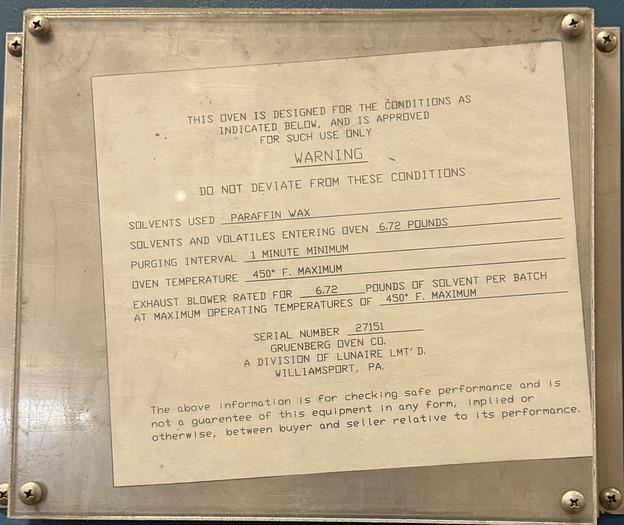 THIS OVEN IS DESIGNED FOR THE CONDITIONS AS
INDICATED BELOW, AND IS APPROVED
FOR SUCH USE ONLY
WARNING
DO NOT DEVIATE FROM THESE CONDITIONS
SOLVENTS USED PARAFFIN WAX
SOLVENTS AND VOLATILES ENTERING OVEN 6.72 POUNDS
PURGING INTERVAL 1 MINUTE MINIMUM
OVEN TEMPERATURE 450° F. MAXIMUM
EXHAUST BLOWER RATED FOR 6.72 POUNDS OF SOLVENT PER BATCH
AT MAXIMUM OPERATING TEMPERATURES OF 450° F. MAXIMUM
SERIAL NUMBER 27151
GRUENBERG OVEN CO.
A DIVISION OF LUNAIRE LMT'D.
WILLIAMSPORT, PA.
The above information is for checking safe performance and is
not a guarentee of this equipment in any form, implied or
otherwise, between buyer and seller relative to its performance.